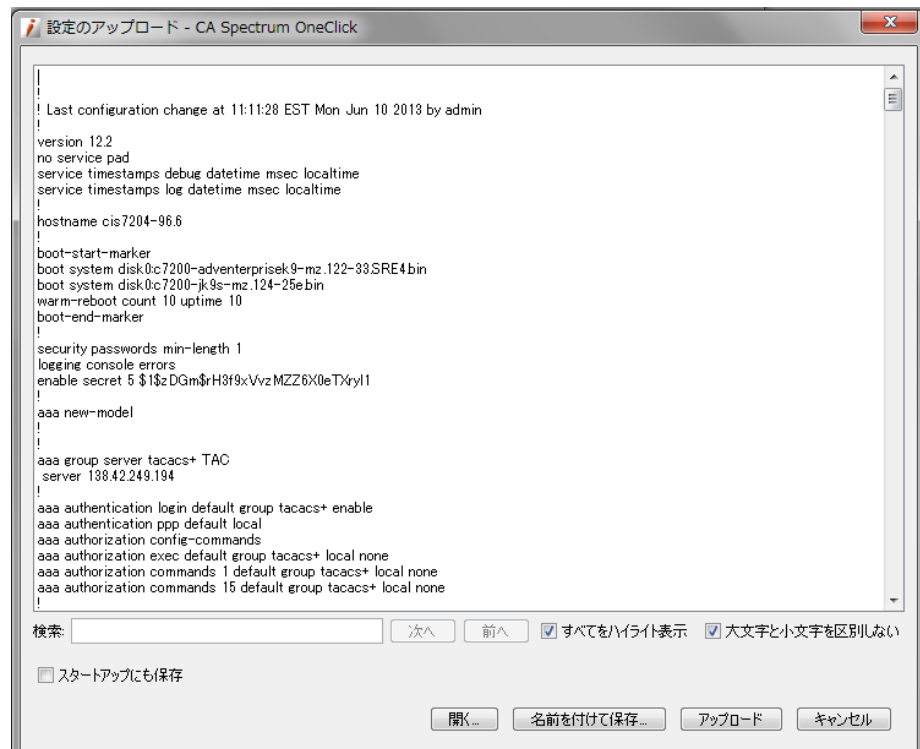 設定のアップロード - CA Spectrum OneClick
!
!
! Last configuration change at 11:11:28 EST Mon Jun 10 2013 by admin
!
version 12.2
no service pad
service timestamps debug datetime msec localtime
service timestamps log datetime msec localtime
!
hostname cis7204-96.6
!
boot-start-marker
boot system disk0:c7200-adventerprisek9-mz.122-33.SRE4.bin
boot system disk0:c7200-jk9s-mz.124-25e.bin
warm-reboot count 10 uptime 10
boot-end-marker
!
security passwords min-length 1
logging console errors
enable secret 5 $1$zDGm$rH3f9xVvzMZZ6X0eTXryI1
!
aaa new-model
!
!
aaa group server tacacs+ TAC
server 138.42.249.194
!
aaa authentication login default group tacacs+ enable
aaa authentication ppp default local
aaa authorization config-commands
aaa authorization exec default group tacacs+ local none
aaa authorization commands 1 default group tacacs+ local none
aaa authorization commands 15 default group tacacs+ local none
!
検索: 次へ 前へ すべてをハイライト表示 大文字と小文字を区別しない
スタートアップにも保存
開く... 名前を付けて保存... アップロード キャンセル